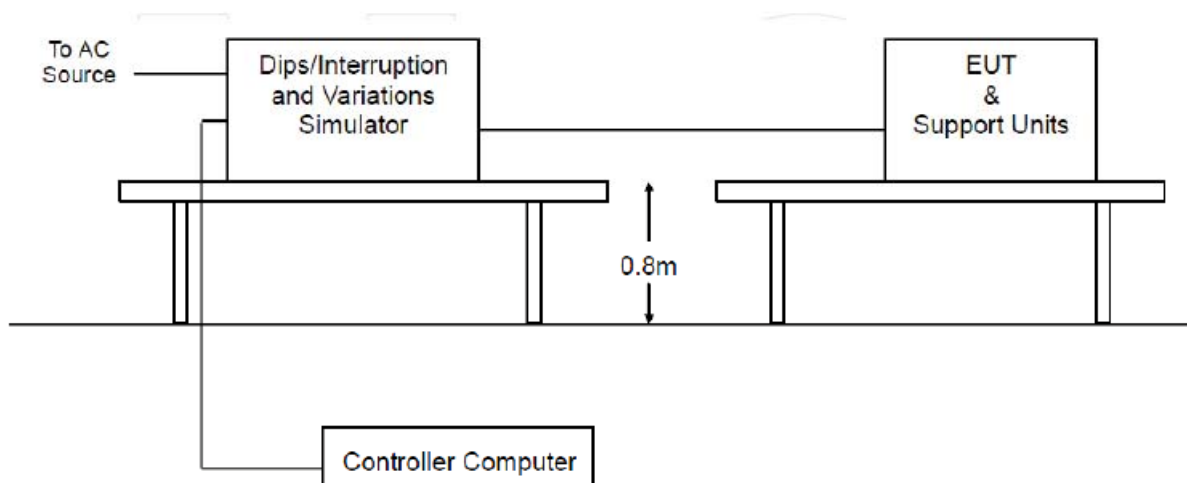 To AC
Source
Dips/Interruption
and Variations
Simulator
EUT
&
Support Units
0.8m
Controller Computer